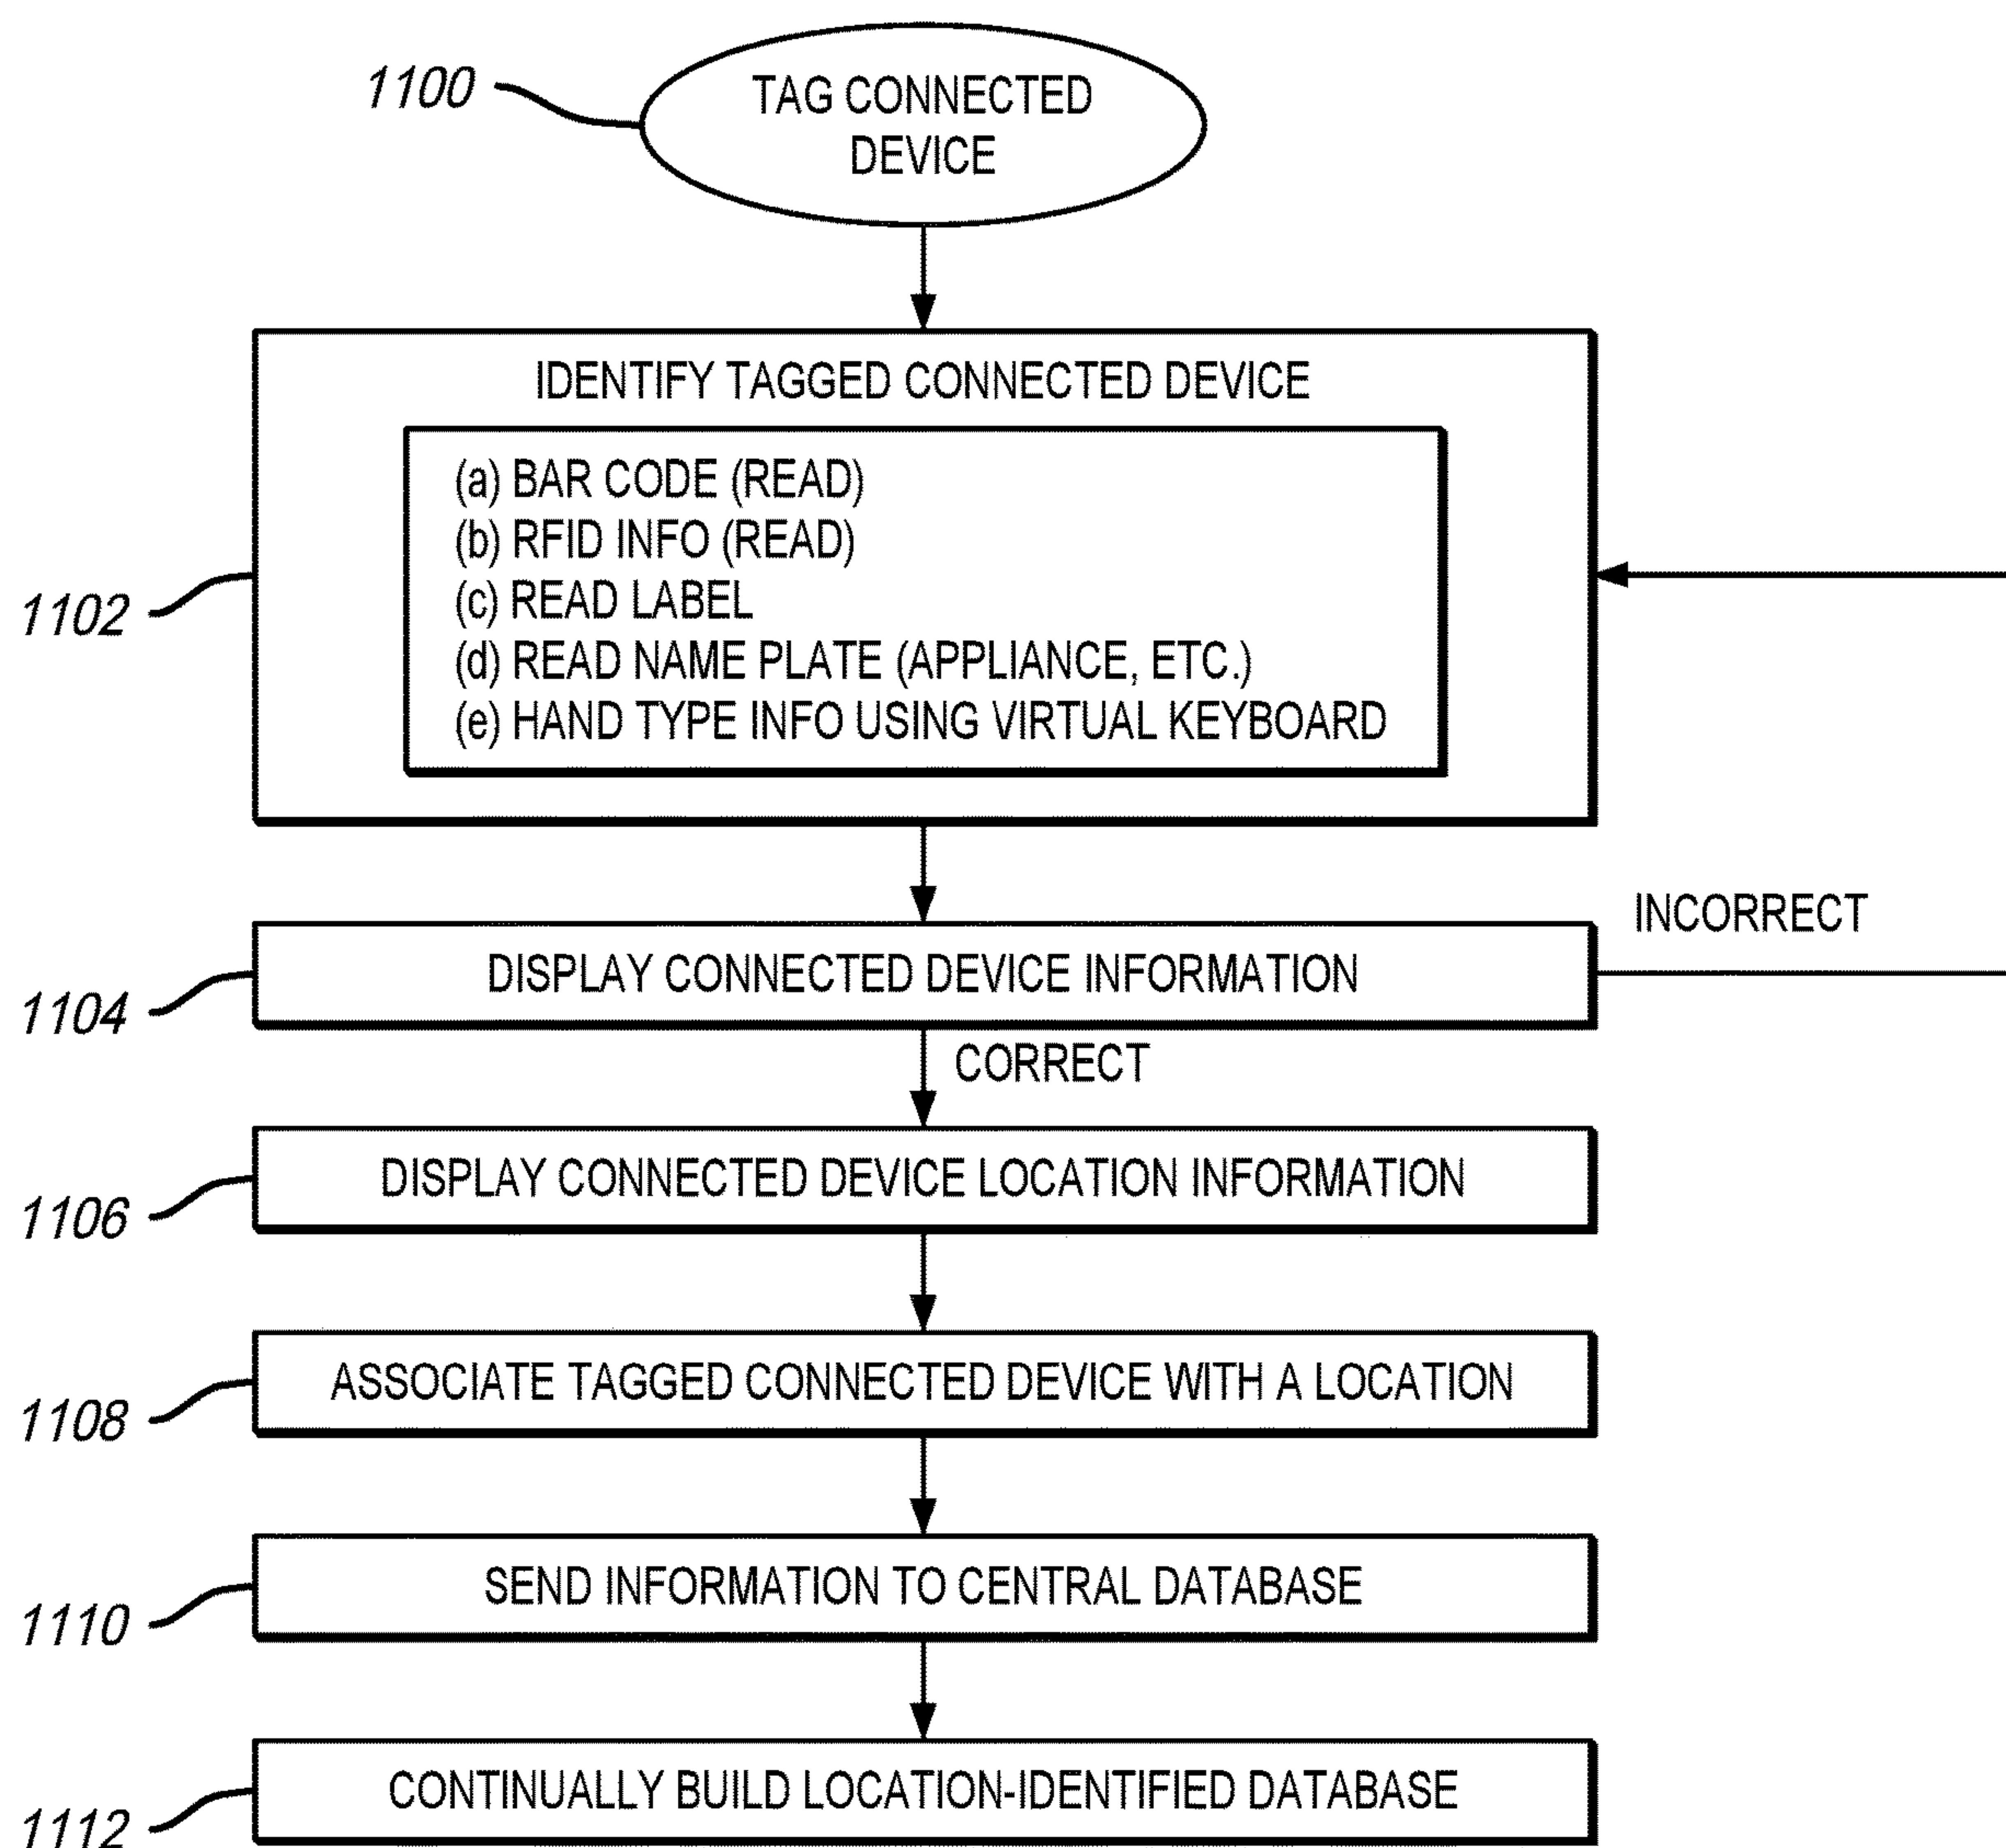 1100
TAG CONNECTED
DEVICE
IDENTIFY TAGGED CONNECTED DEVICE
(a) BAR CODE (READ)
(b) RFID INFO (READ)
(c) READ LABEL
(d) READ NAME PLATE (APPLIANCE, ETC.)
(e) HAND TYPE INFO USING VIRTUAL KEYBOARD
1102
INCORRECT
DISPLAY CONNECTED DEVICE INFORMATION
1104
CORRECT
DISPLAY CONNECTED DEVICE LOCATION INFORMATION
1106
ASSOCIATE TAGGED CONNECTED DEVICE WITH A LOCATION
1108
SEND INFORMATION TO CENTRAL DATABASE
1110
CONTINUALLY BUILD LOCATION-IDENTIFIED DATABASE
1112